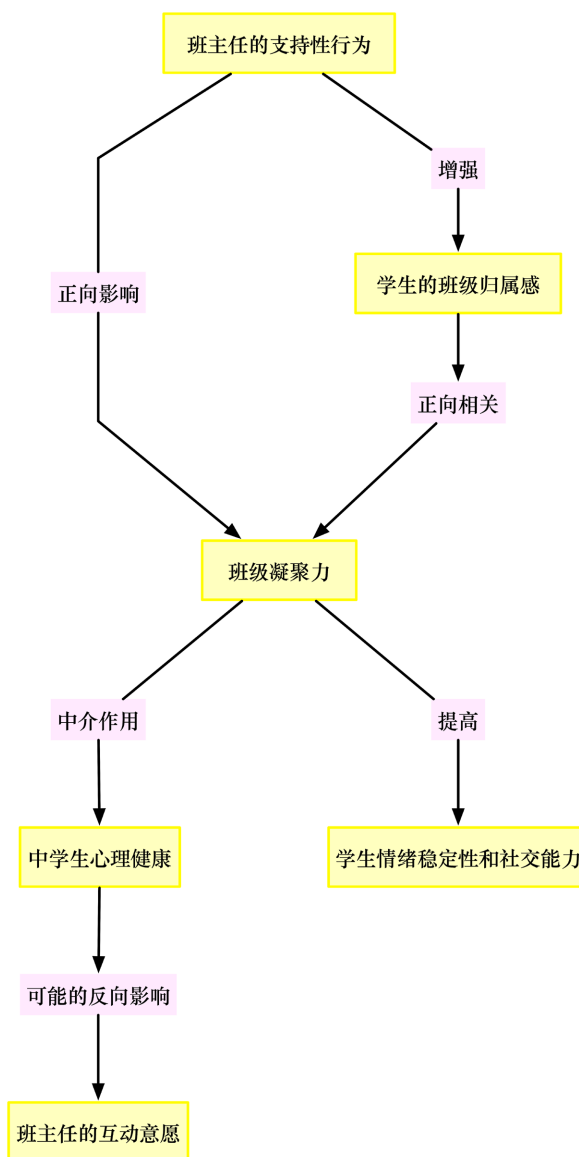 班主任的支持性行为
增强
正向影响
学生的班级归属感
正向相关
班级凝聚力
中介作用
提高
中学生心理健康
学生情绪稳定性和社交能力
可能的反向影响
班主任的互动意愿